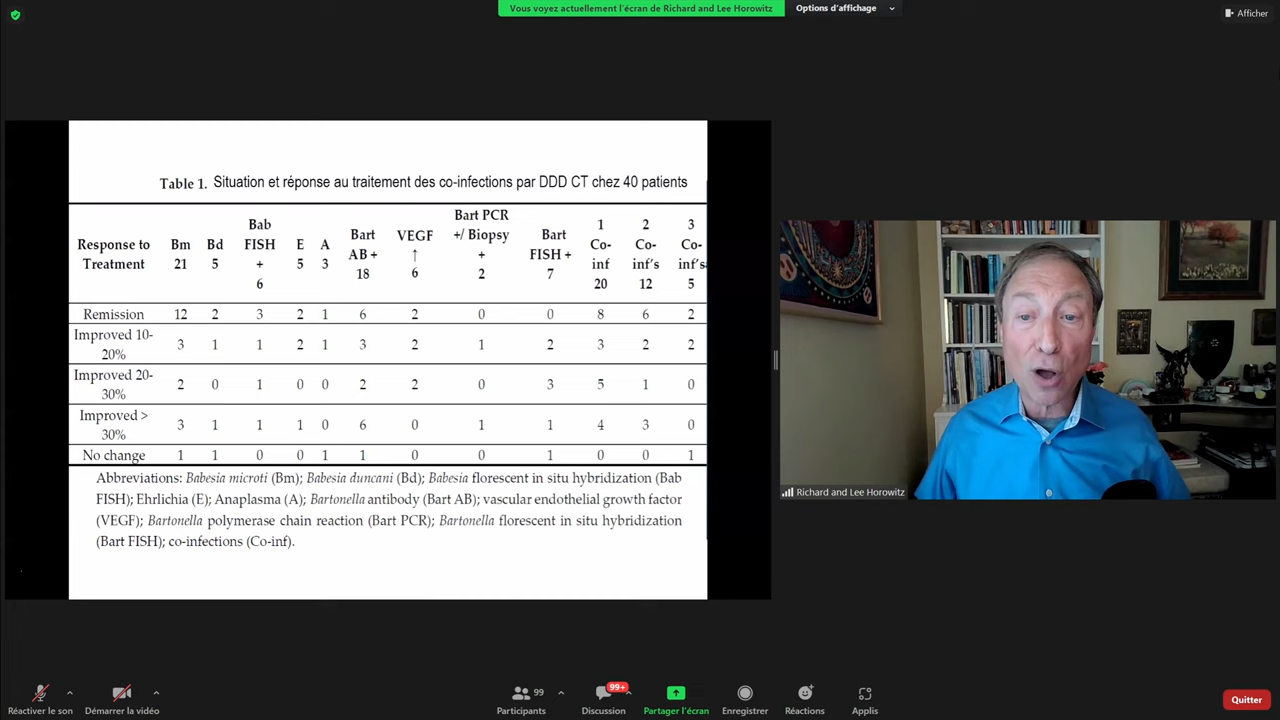 Vous voyez actuellement l'écran de Richard and Lee Horowitz
Options d'affichage
Afficher
Table 1. Situation et réponse au traitement des co-infections par DDD CT chez 40 patients
Response to Treatment | Bm 21 | Bd 5 | Bab FISH + 6 | E 5 | A 3 | Bart AB + 18 | VEGF ↑ 6 | Bart PCR +/ Biopsy + 2 | Bart FISH + 7 | 1 Co-inf 20 | 2 Co-inf's 12 | 3 Co-inf's 5
Remission 12 2 3 2 1 6 2 0 0 8 6 2
Improved 10-20% 3 1 1 2 1 3 2 1 2 3 2 2
Improved 20-30% 2 0 1 0 0 2 2 0 3 5 1 0
Improved > 30% 3 1 1 1 0 6 0 1 1 4 3 0
No change 1 1 0 0 1 1 0 0 1 0 0 1
Abbreviations: Babesia microti (Bm); Babesia duncani (Bd); Babesia florescent in situ hybridization (Bab
FISH); Ehrlichia (E); Anaplasma (A); Bartonella antibody (Bart AB); vascular endothelial growth factor
(VEGF); Bartonella polymerase chain reaction (Bart PCR); Bartonella florescent in situ hybridization
(Bart FISH); co-infections (Co-inf).
Richard and Lee Horowitz
Réactiver le son
Démarrer la vidéo
99
Participants
99+
Discussion
Partager l'écran
Enregistrer
Réactions
Applis
Quitter